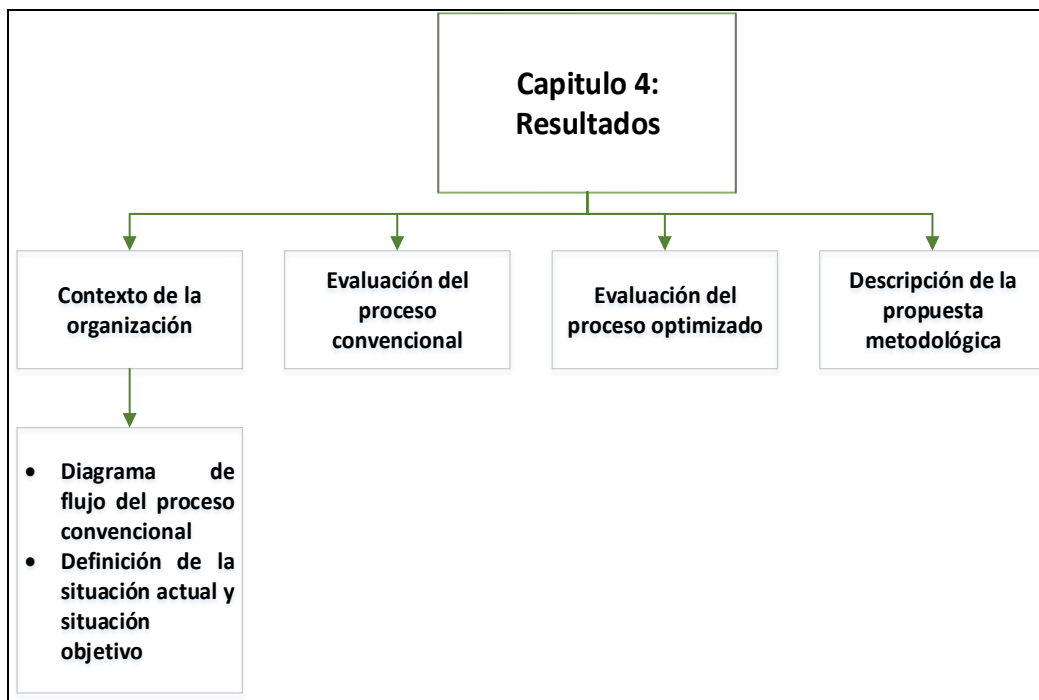 Capitulo 4:
Resultados
Contexto de la
organización
Evaluación del
proceso
convencional
Evaluación del
proceso optimizado
Descripción de la
propuesta
metodológica
• Diagrama de
flujo del proceso
convencional
• Definición de la
situación actual y
situación
objetivo